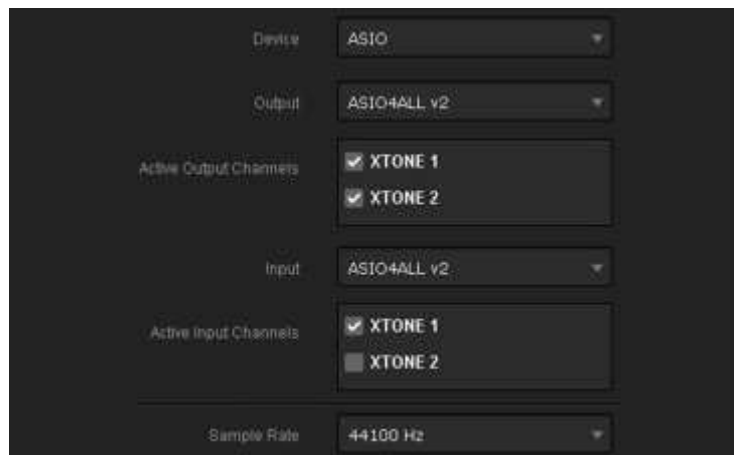 Device ASIO
Output ASIO4ALL v2
Active Output Channels XTONE 1
XTONE 2
Input ASIO4ALL v2
Active Input Channels XTONE 1
XTONE 2
Sample Rate 44100 Hz